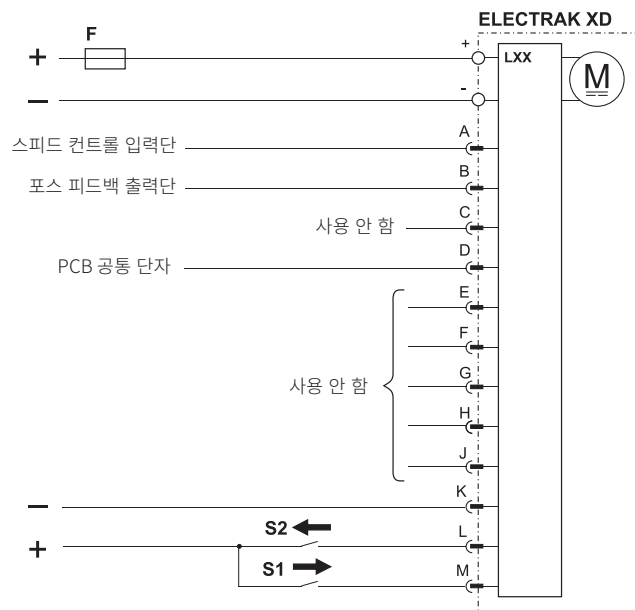 ELECTRAK XD
F
+
LXX
+
M
−
-
A
스피드 컨트롤 입력단
B
포스 피드백 출력단
C
사용 안 함
D
PCB 공통 단자
E
F
G
사용 안 함
H
J
K
−
S2
L
+
S1
M